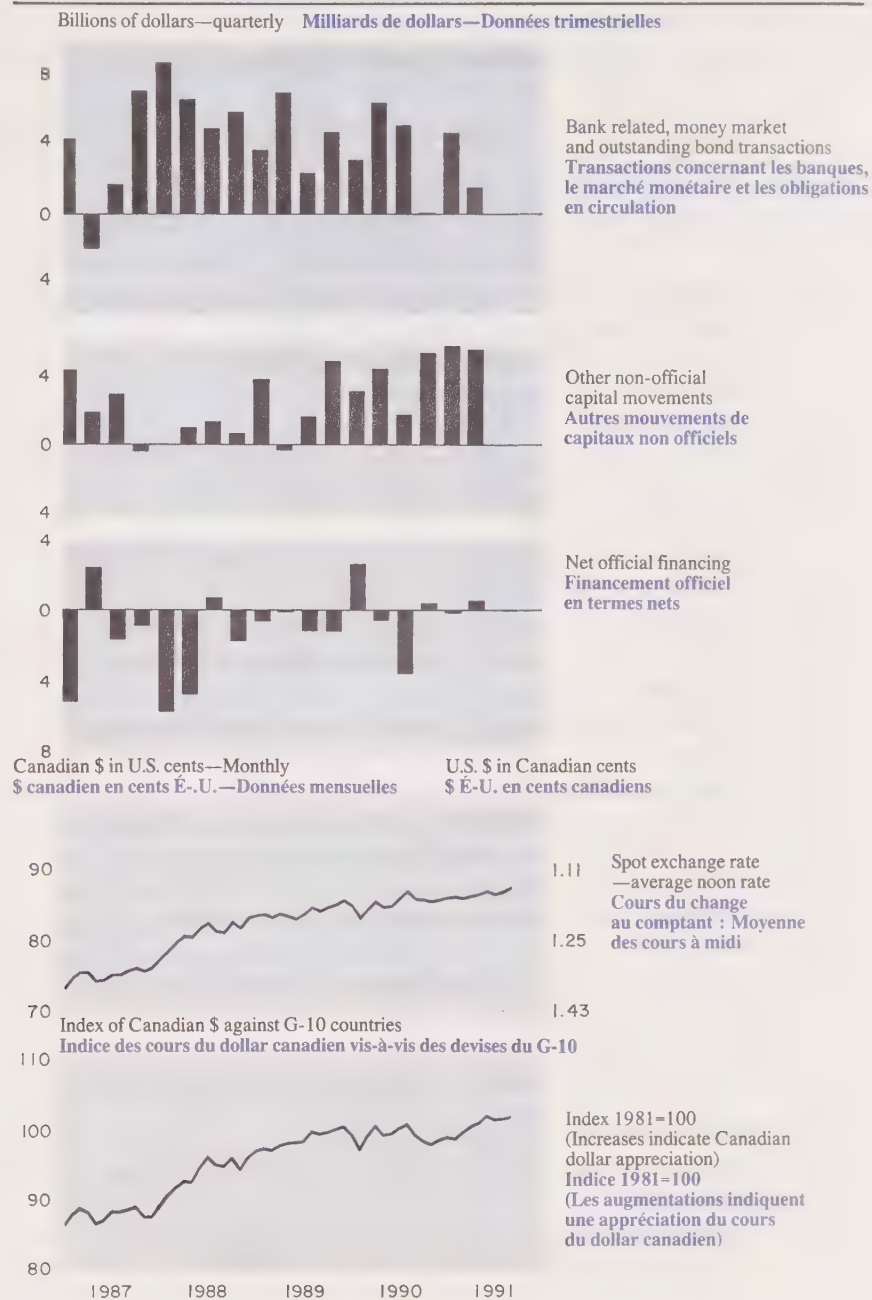 Billions of dollars—quarterly Milliards de dollars—Données trimestrielles
8
4
0
4
Bank related, money market
and outstanding bond transactions
Transactions concernant les banques,
le marché monétaire et les obligations
en circulation
4
0
4
Other non-official
capital movements
Autres mouvements de
capitaux non officiels
4
0
4
8
Net official financing
Financement officiel
en termes nets
Canadian $ in U.S. cents—Monthly
$ canadien en cents É-.U.—Données mensuelles
U.S. $ in Canadian cents
$ É-U. en cents canadiens
90
80
70
1.11
1.25
1.43
Spot exchange rate
—average noon rate
Cours du change
au comptant : Moyenne
des cours à midi
Index of Canadian $ against G-10 countries
Indice des cours du dollar canadien vis-à-vis des devises du G-10
110
100
90
80
Index 1981=100
(Increases indicate Canadian
dollar appreciation)
Indice 1981=100
(Les augmentations indiquent
une appréciation du cours
du dollar canadien)
1987 1988 1989 1990 1991